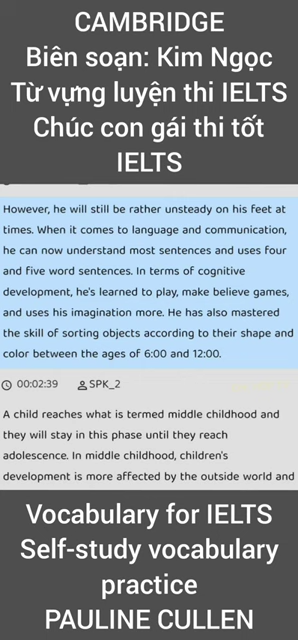 CAMBRIDGE
Biên soạn: Kim Ngọc
Từ vựng luyện thi IELTS
Chúc con gái thi tốt
IELTS
However, he will still be rather unsteady on his feet at
times. When it comes to language and communication,
he can now understand most sentences and uses four
and five word sentences. In terms of cognitive
development, he's learned to play, make believe games,
and uses his imagination more. He has also mastered
the skill of sorting objects according to their shape and
color between the ages of 6:00 and 12:00.
00:02:39 SPK_2
A child reaches what is termed middle childhood and
they will stay in this phase until they reach
adolescence. In middle childhood, children's
development is more affected by the outside world and
Vocabulary for IELTS
Self-study vocabulary
practice
PAULINE CULLEN